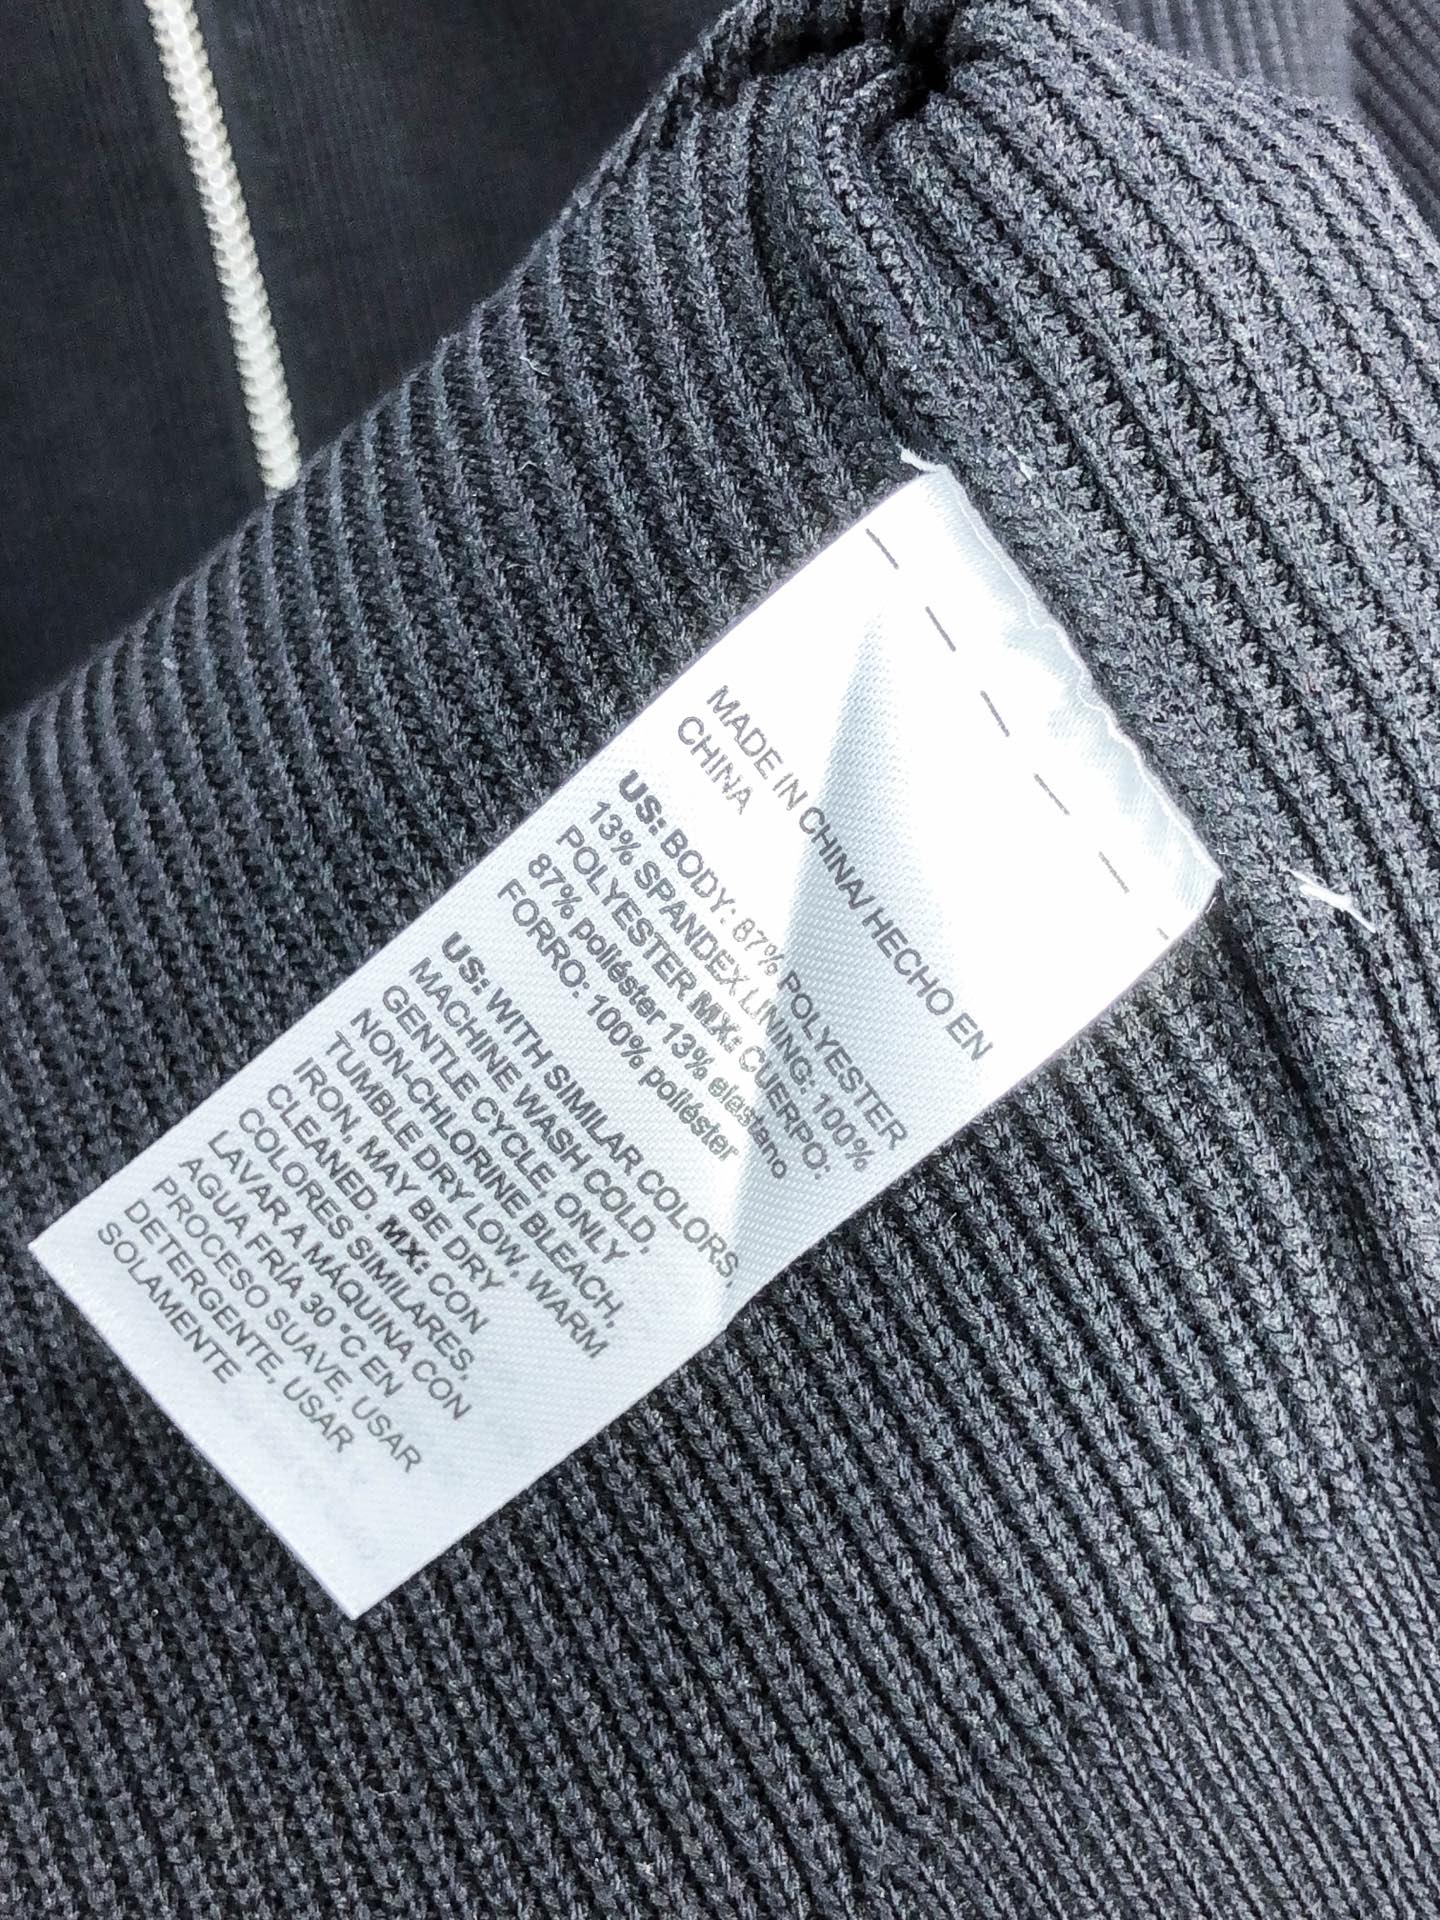 MADE IN CHINA/ HECHO EN
CHINA
US: BODY: 87% POLYESTER
13% SPANDEX LINING: 100%
POLYESTER MX: CUERPO:
87% poliéster 13% elastano
FORRO: 100% poliéster
US: WITH SIMILAR COLORS,
MACHINE WASH COLD,
GENTLE CYCLE, ONLY
NON-CHLORINE BLEACH,
TUMBLE DRY LOW, WARM
IRON, MAY BE DRY
CLEANED. MX: CON
COLORES SIMILARES,
LAVAR A MÁQUINA CON
AGUA FRÍA 30 °C EN
PROCESO SUAVE, USAR
DETERGENTE, USAR
SOLAMENTE